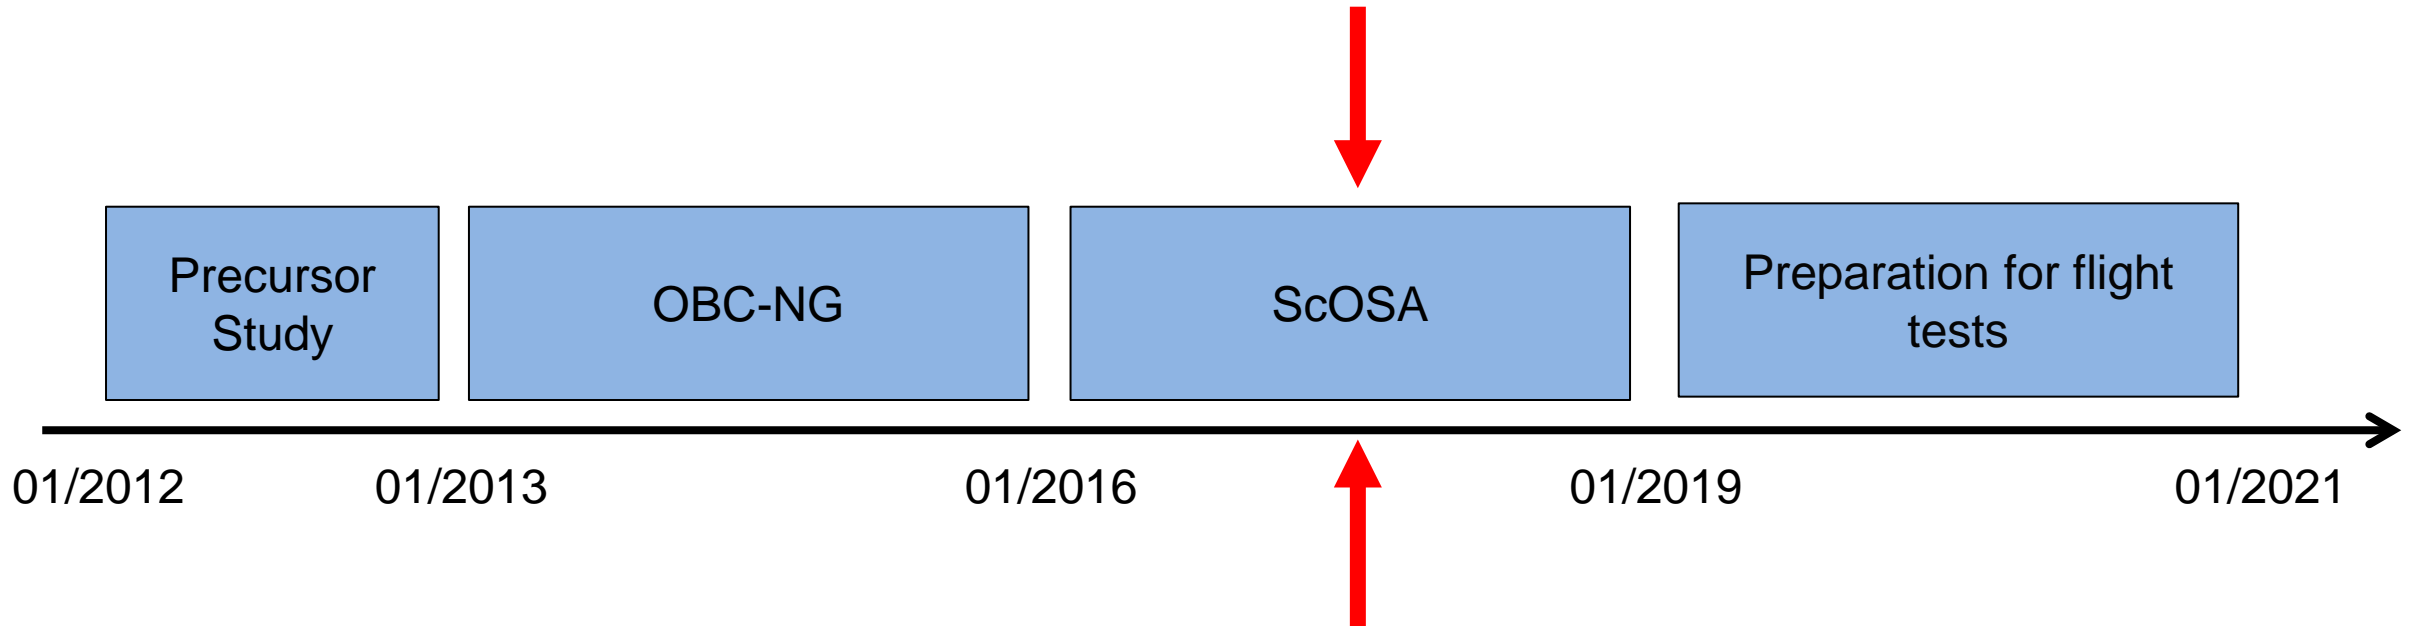 Precursor
Study
OBC-NG
ScOSA
Preparation for flight
tests
01/2012
01/2013
01/2016
01/2019
01/2021